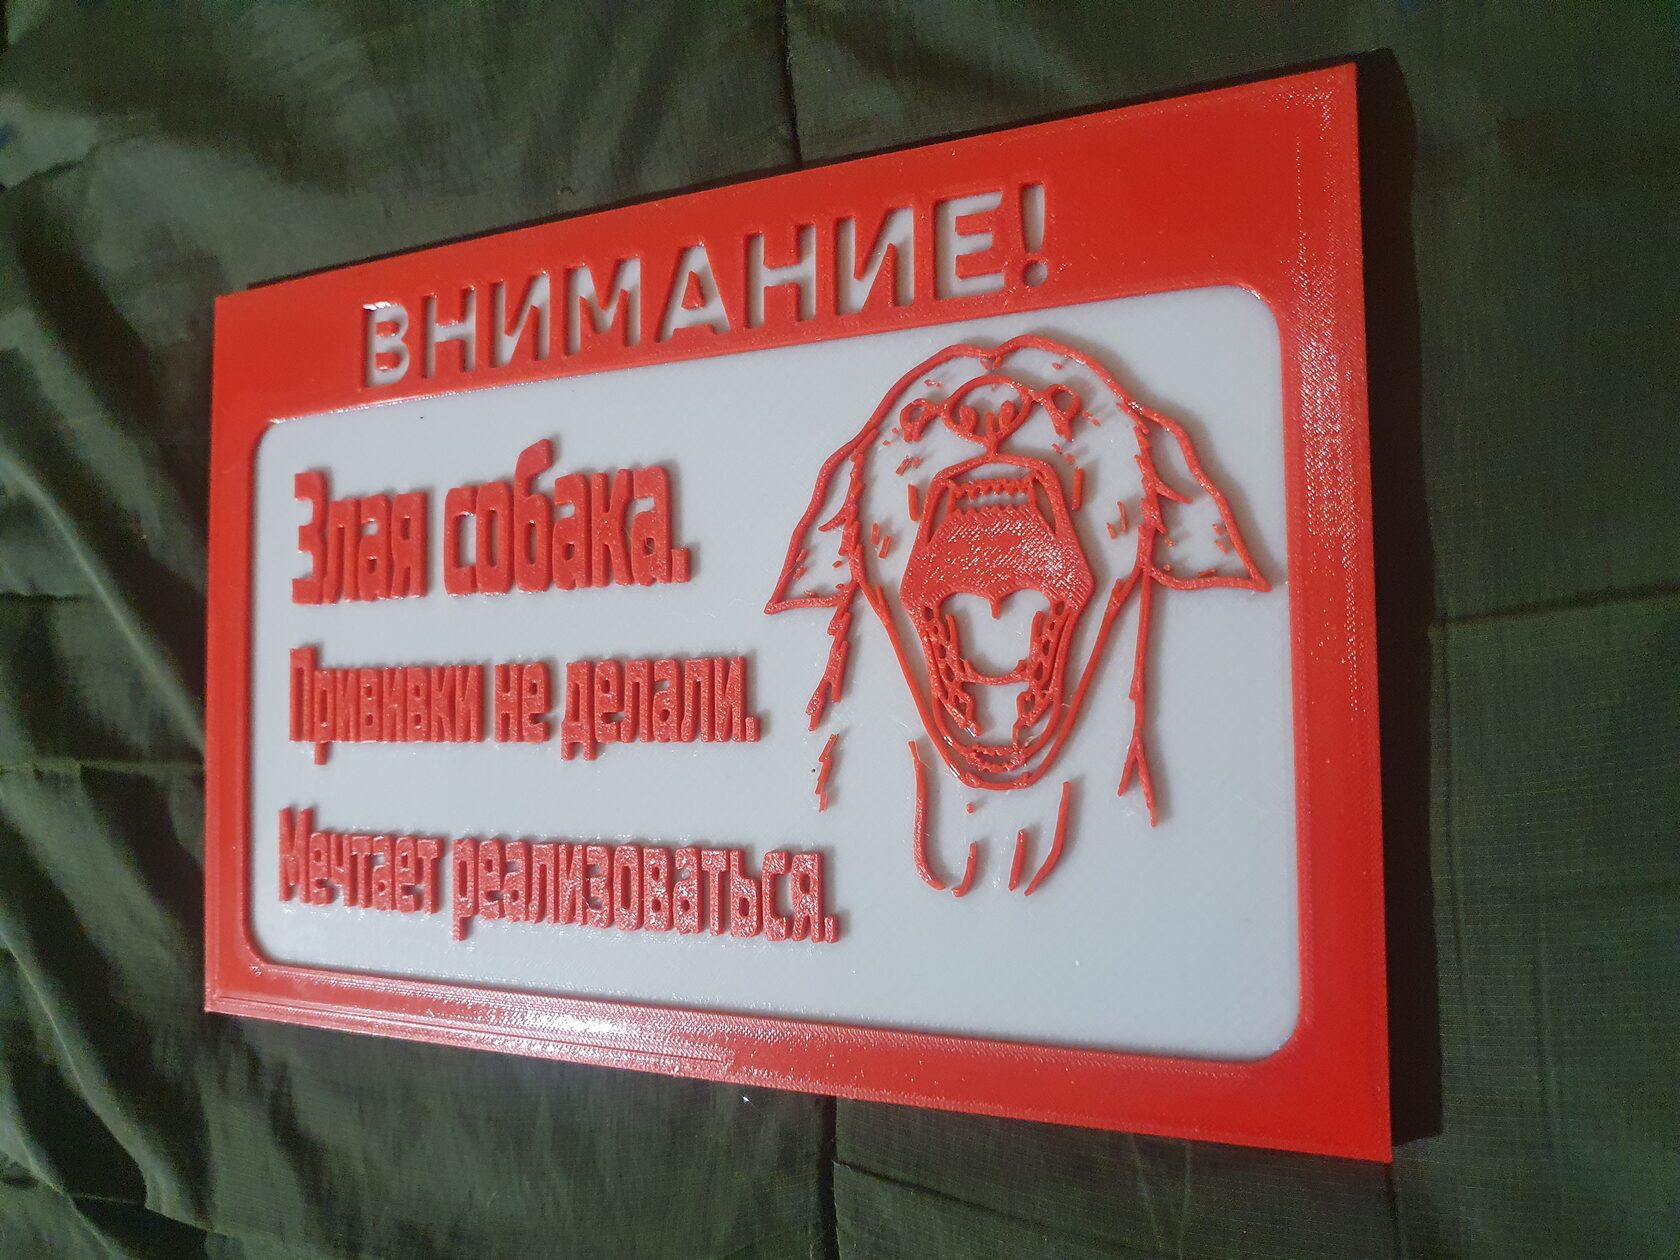 ВНИМАНИЕ!
Злая собака.
Прививки не делали.
Мечтает реализоваться.